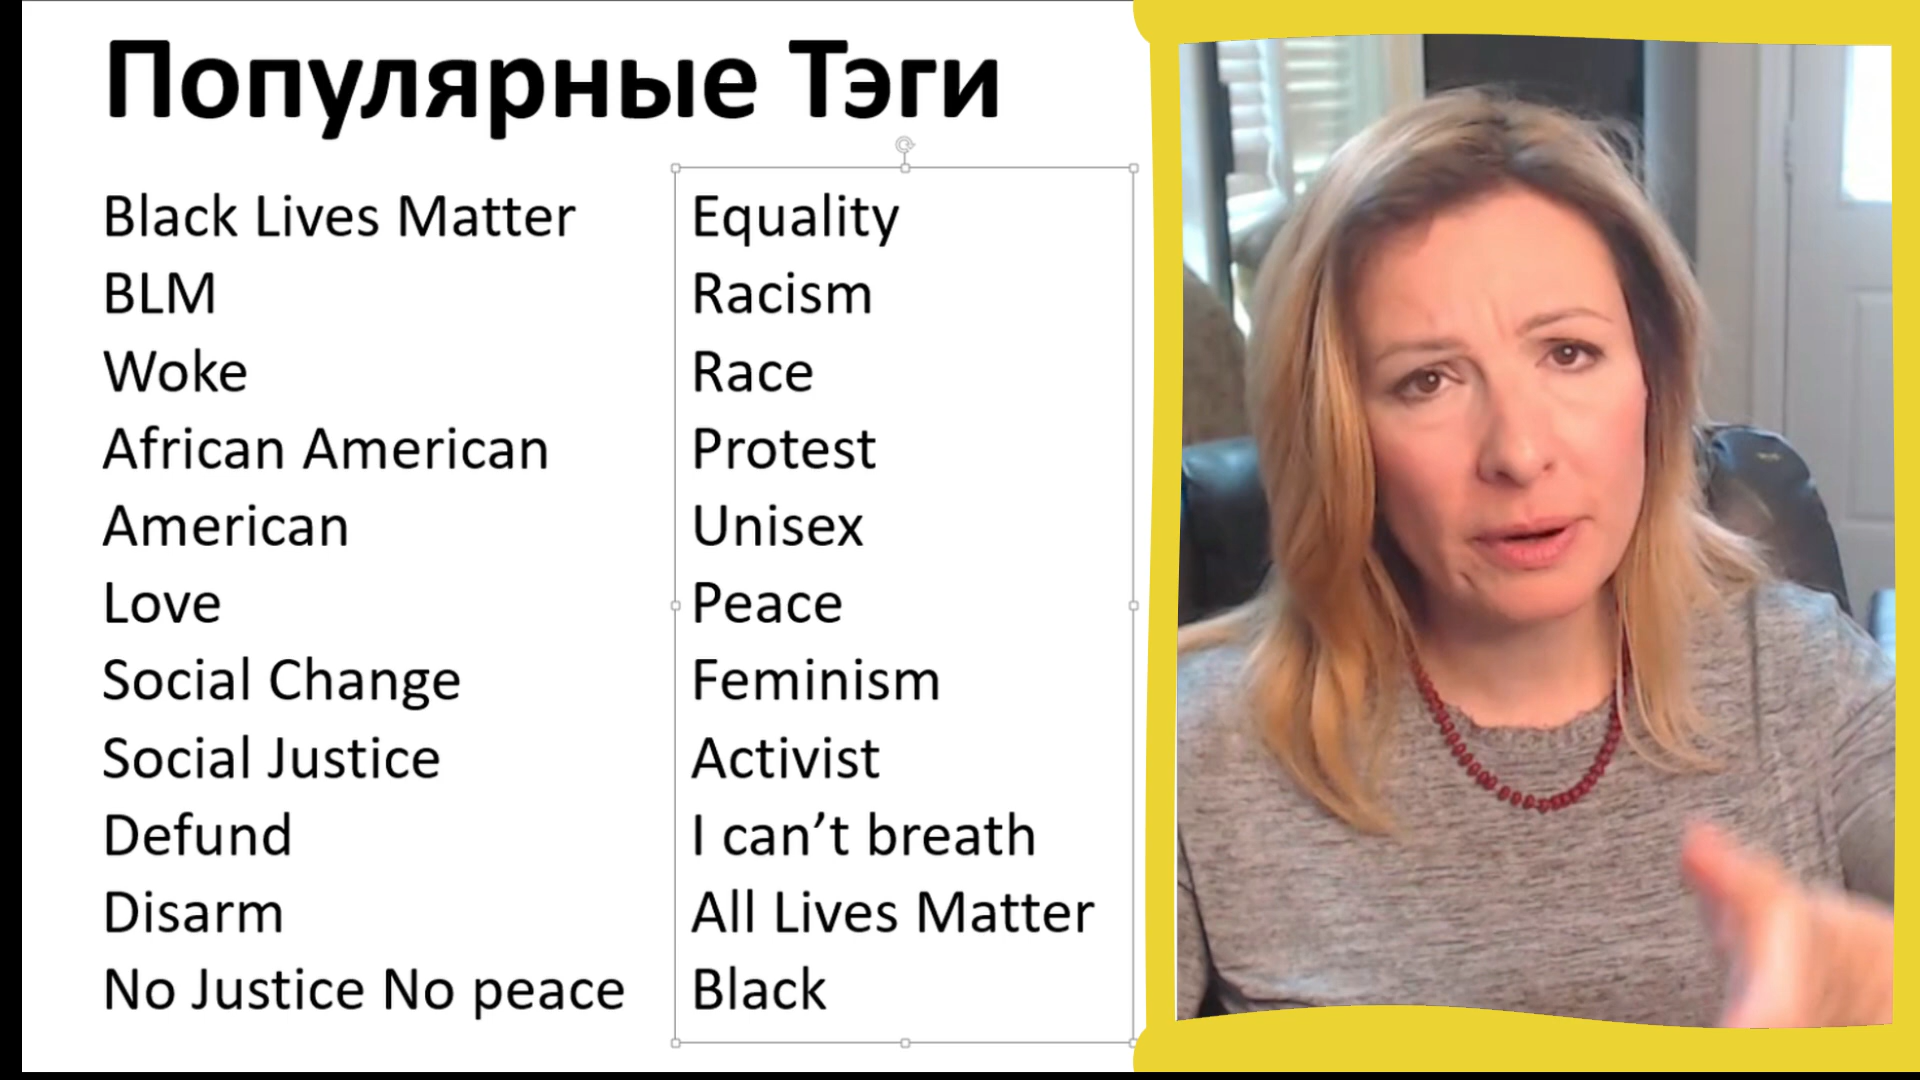 Популярные Тэги
Black Lives Matter
BLM
Woke
African American
American
Love
Social Change
Social Justice
Defund
Disarm
No Justice No peace
Equality
Racism
Race
Protest
Unisex
Peace
Feminism
Activist
I can’t breath
All Lives Matter
Black